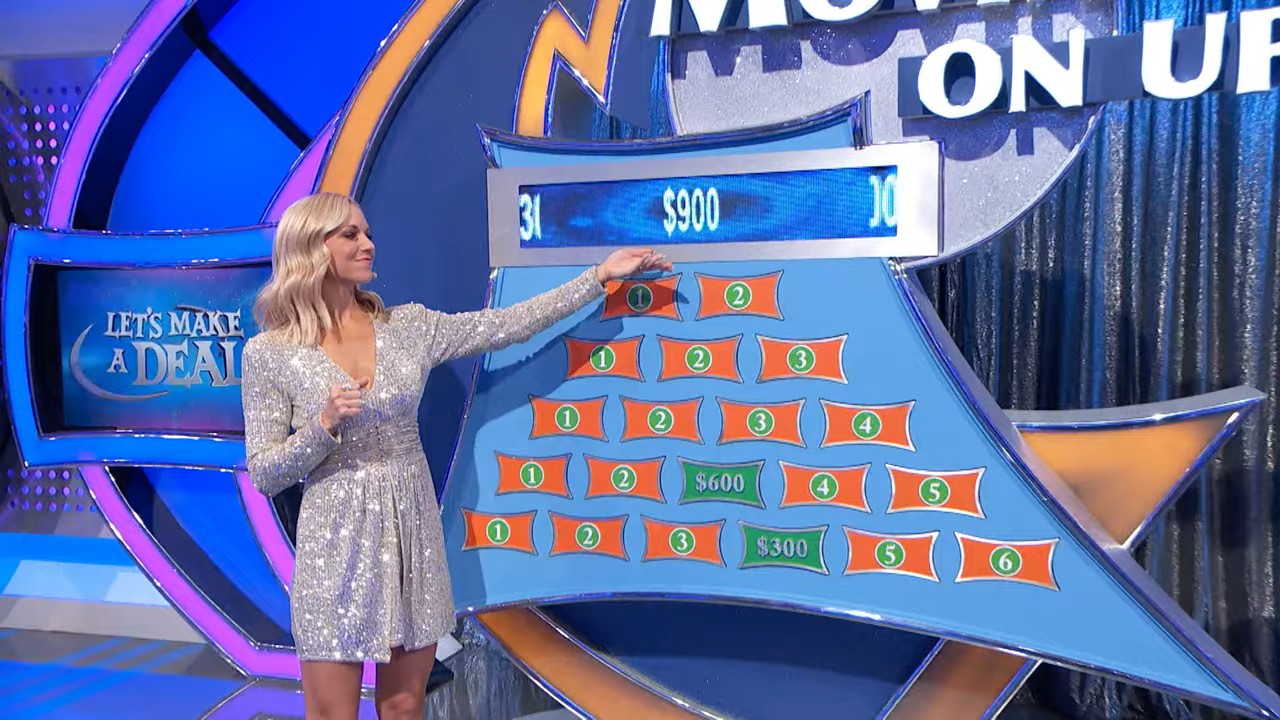 MOVIN
ON UP
$900
LET'S MAKE
A DEAL
1 2
1 2 3
1 2 3 4
1 2 $600 4 5
1 2 3 $300 5 6